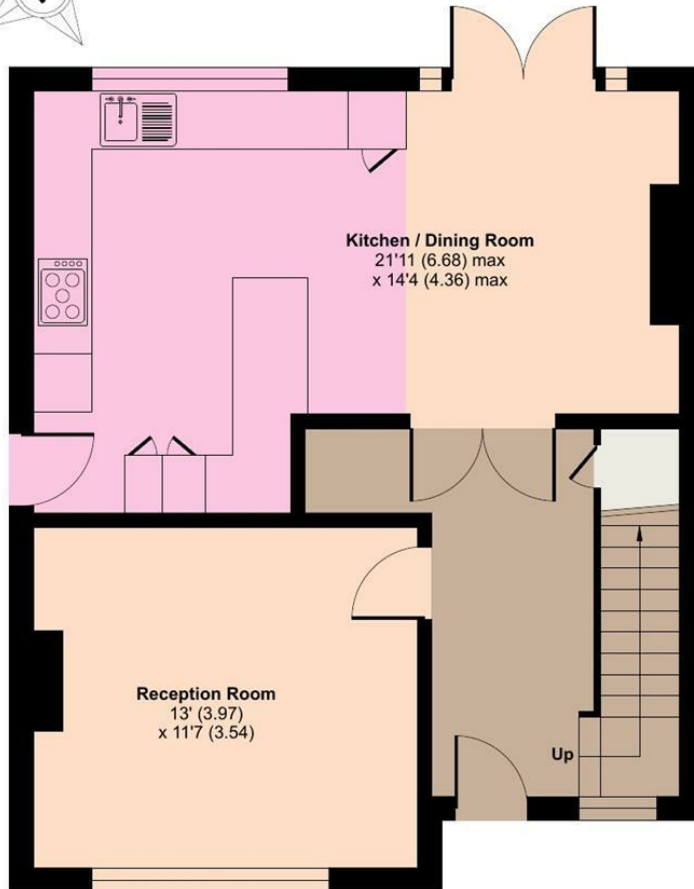 Kitchen / Dining Room
21'11 (6.68) max
x 14'4 (4.36) max
Reception Room
13' (3.97)
x 11'7 (3.54)
Up